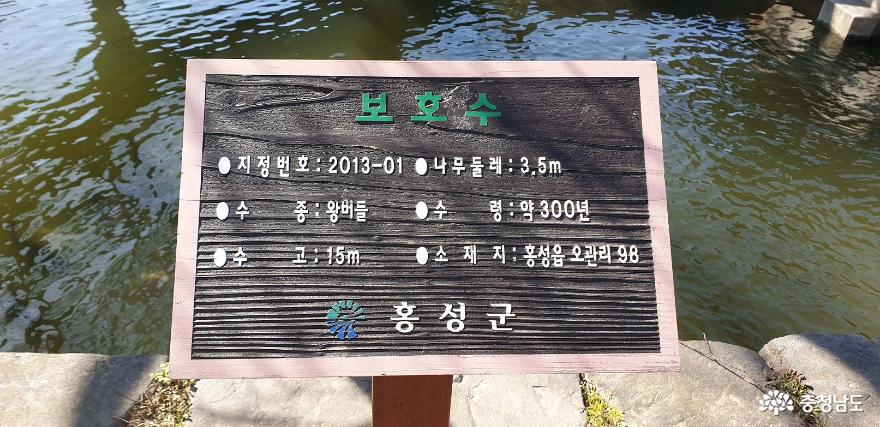 보호수
●지정번호 : 2013-01 ●나무둘레 : 3.5m
●수 종 : 왕버들 ●수 령 : 약 300년
●수 고 : 15m ●소재지 : 홍성읍 오관리 98
홍성군
충청남도